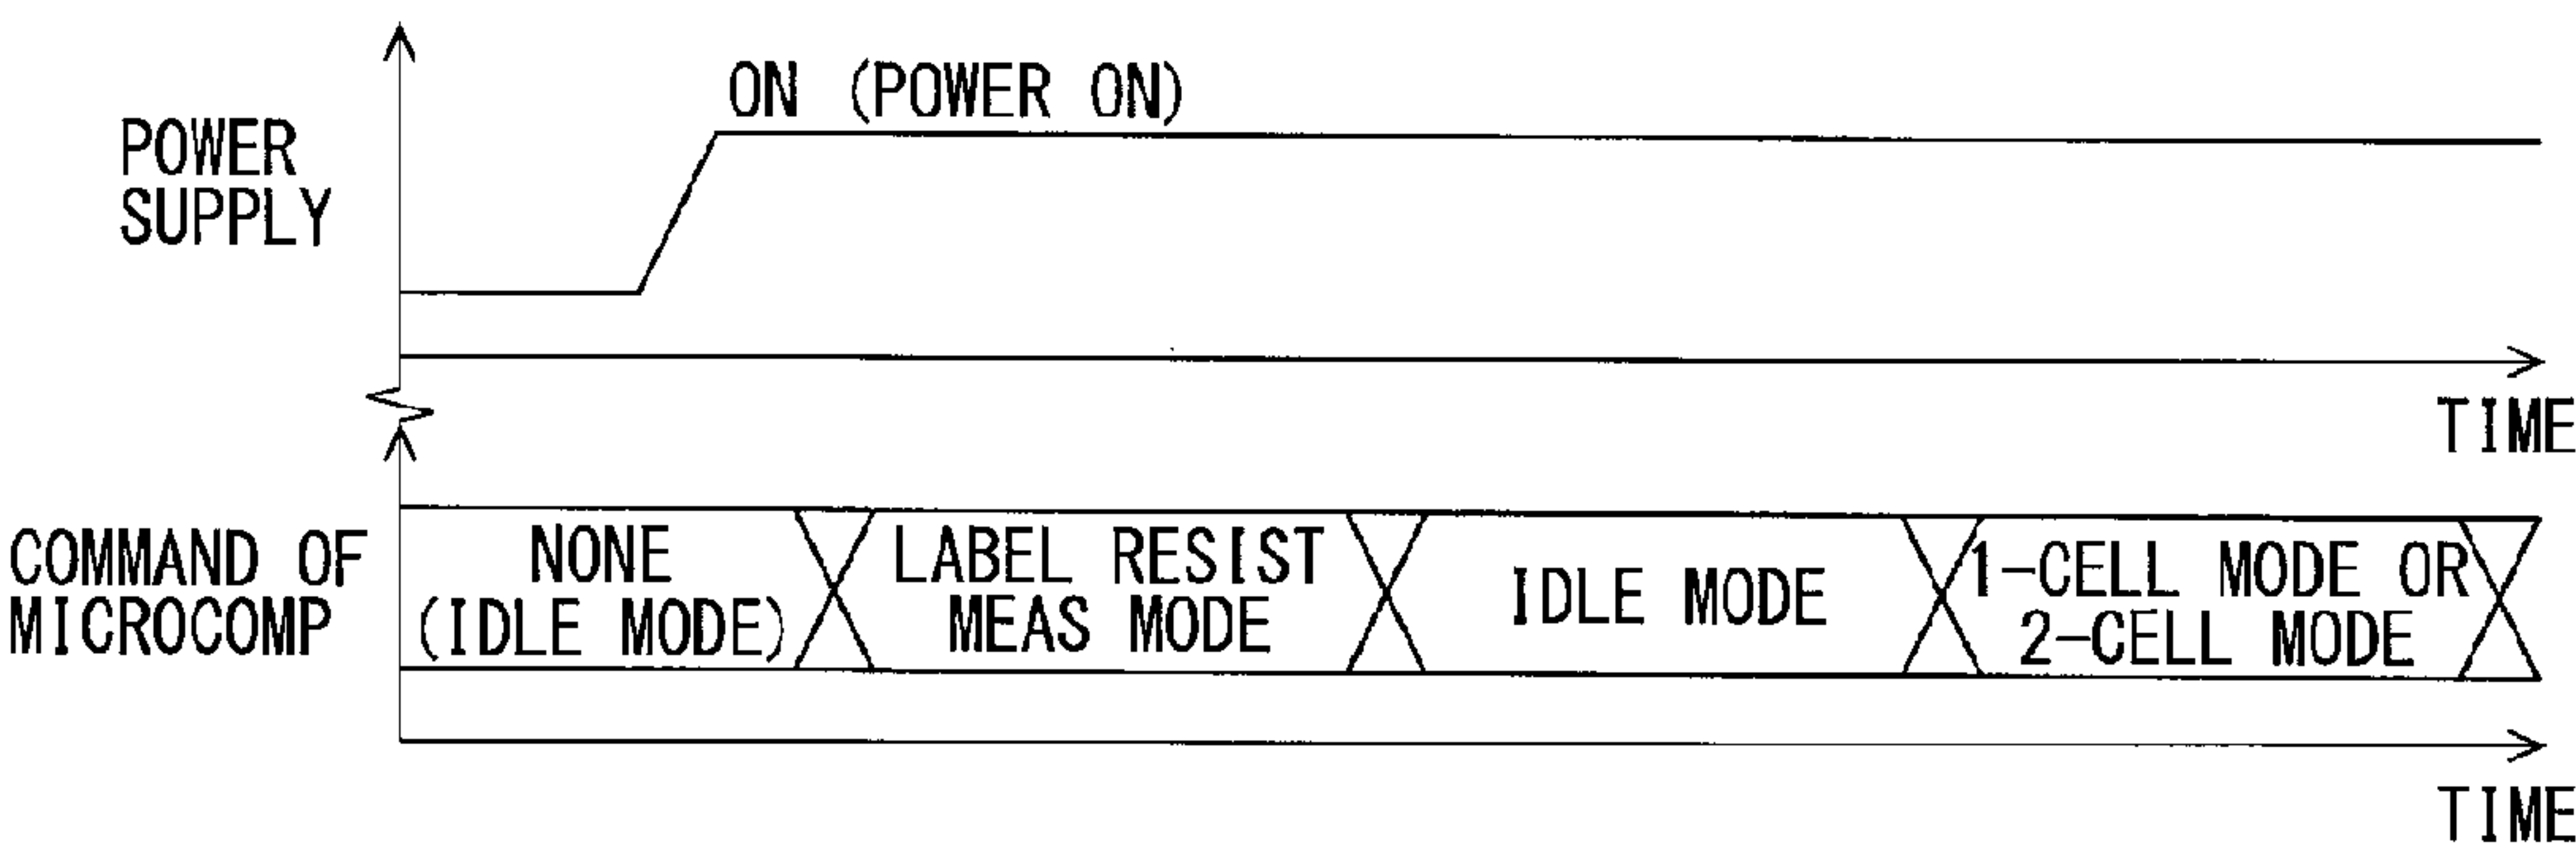 ON (POWER ON)
POWER
SUPPLY
TIME
COMMAND OF
MICROCOMP
NONE
(IDLE MODE)
LABEL RESIST
MEAS MODE
IDLE MODE
1-CELL MODE OR
2-CELL MODE
TIME